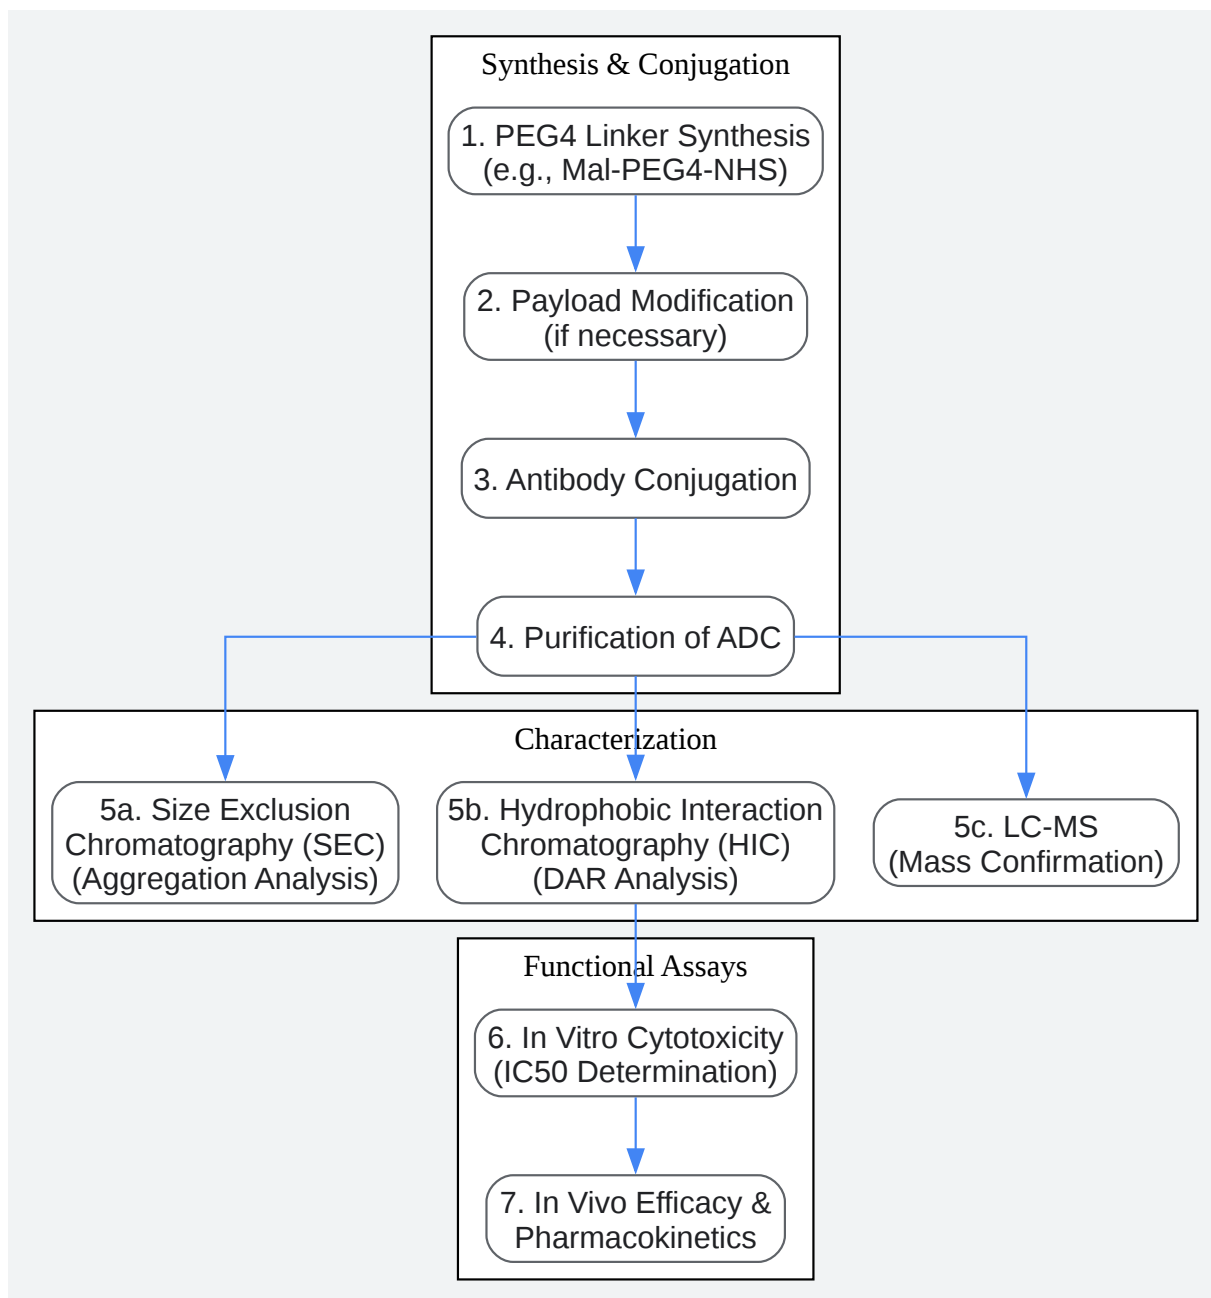 Synthesis & Conjugation
1. PEG4 Linker Synthesis
(e.g., Mal-PEG4-NHS)
2. Payload Modification
(if necessary)
3. Antibody Conjugation
4. Purification of ADC
Characterization
5a. Size Exclusion
Chromatography (SEC)
(Aggregation Analysis)
5b. Hydrophobic Interaction
Chromatography (HIC)
(DAR Analysis)
5c. LC-MS
(Mass Confirmation)
Functional Assays
6. In Vitro Cytotoxicity
(IC50 Determination)
7. In Vivo Efficacy &
Pharmacokinetics